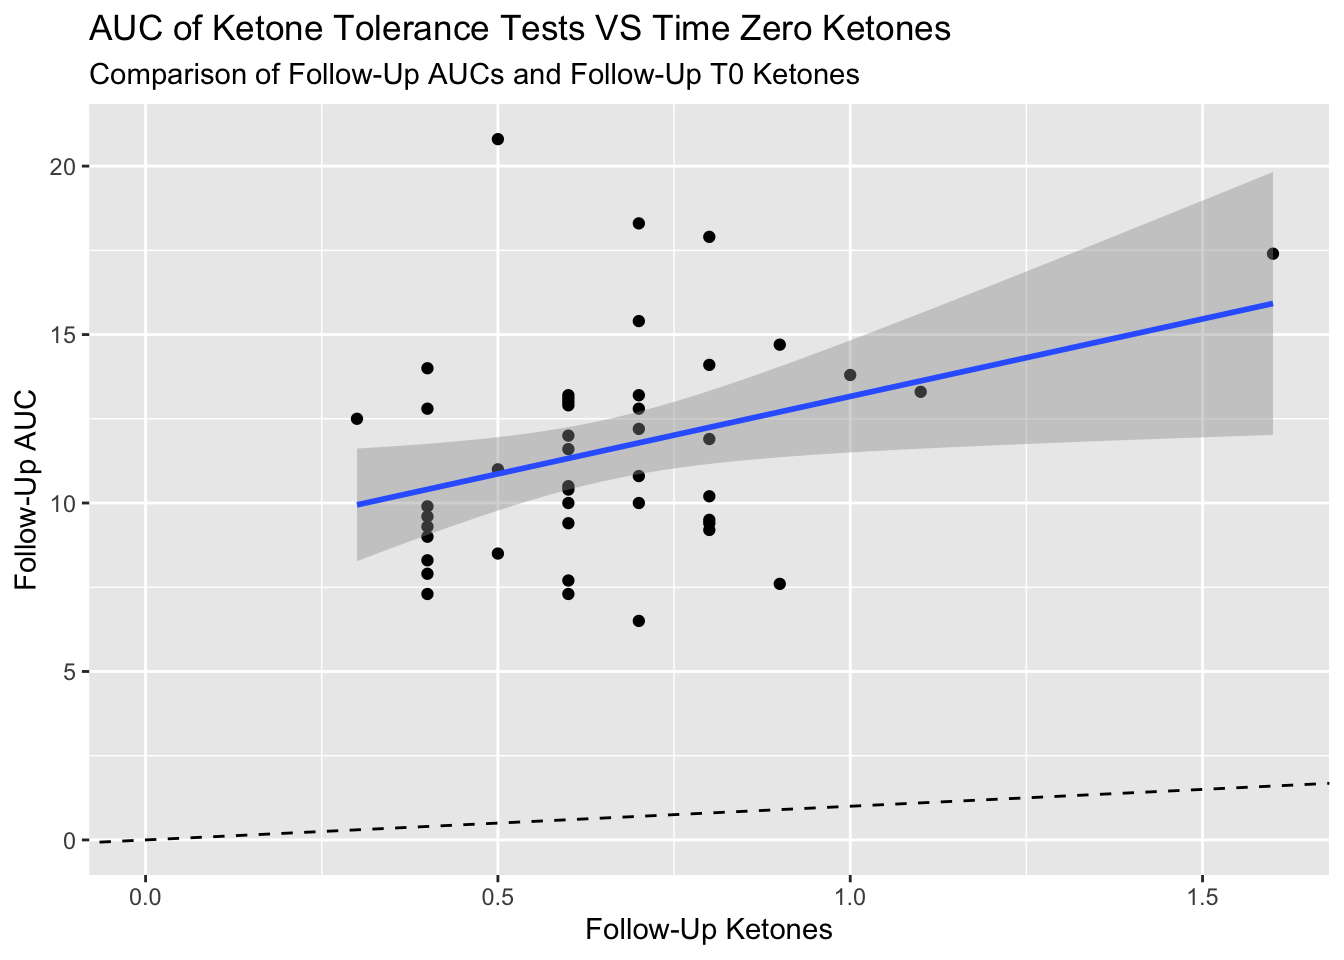 AUC of Ketone Tolerance Tests VS Time Zero Ketones
Comparison of Follow-Up AUCs and Follow-Up T0 Ketones
20
15
10
5
0
Follow-Up AUC
0.0 0.5 1.0 1.5
Follow-Up Ketones